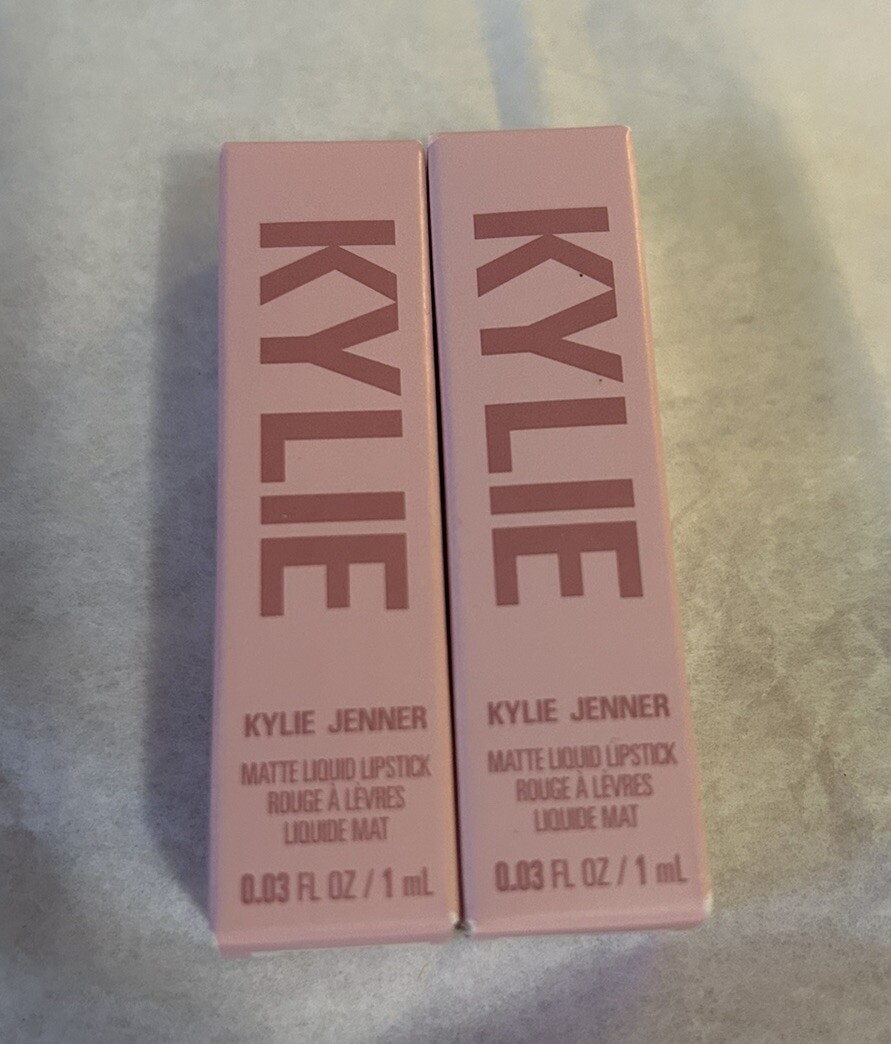 KYLIE
KYLIE JENNER
MATTE LIQUID LIPSTICK
ROUGE À LÈVRES
LIQUIDE MAT
0.03 FL OZ / 1 mL
KYLIE
KYLIE JENNER
MATTE LIQUID LIPSTICK
ROUGE À LÈVRES
LIQUIDE MAT
0.03 FL OZ / 1 mL